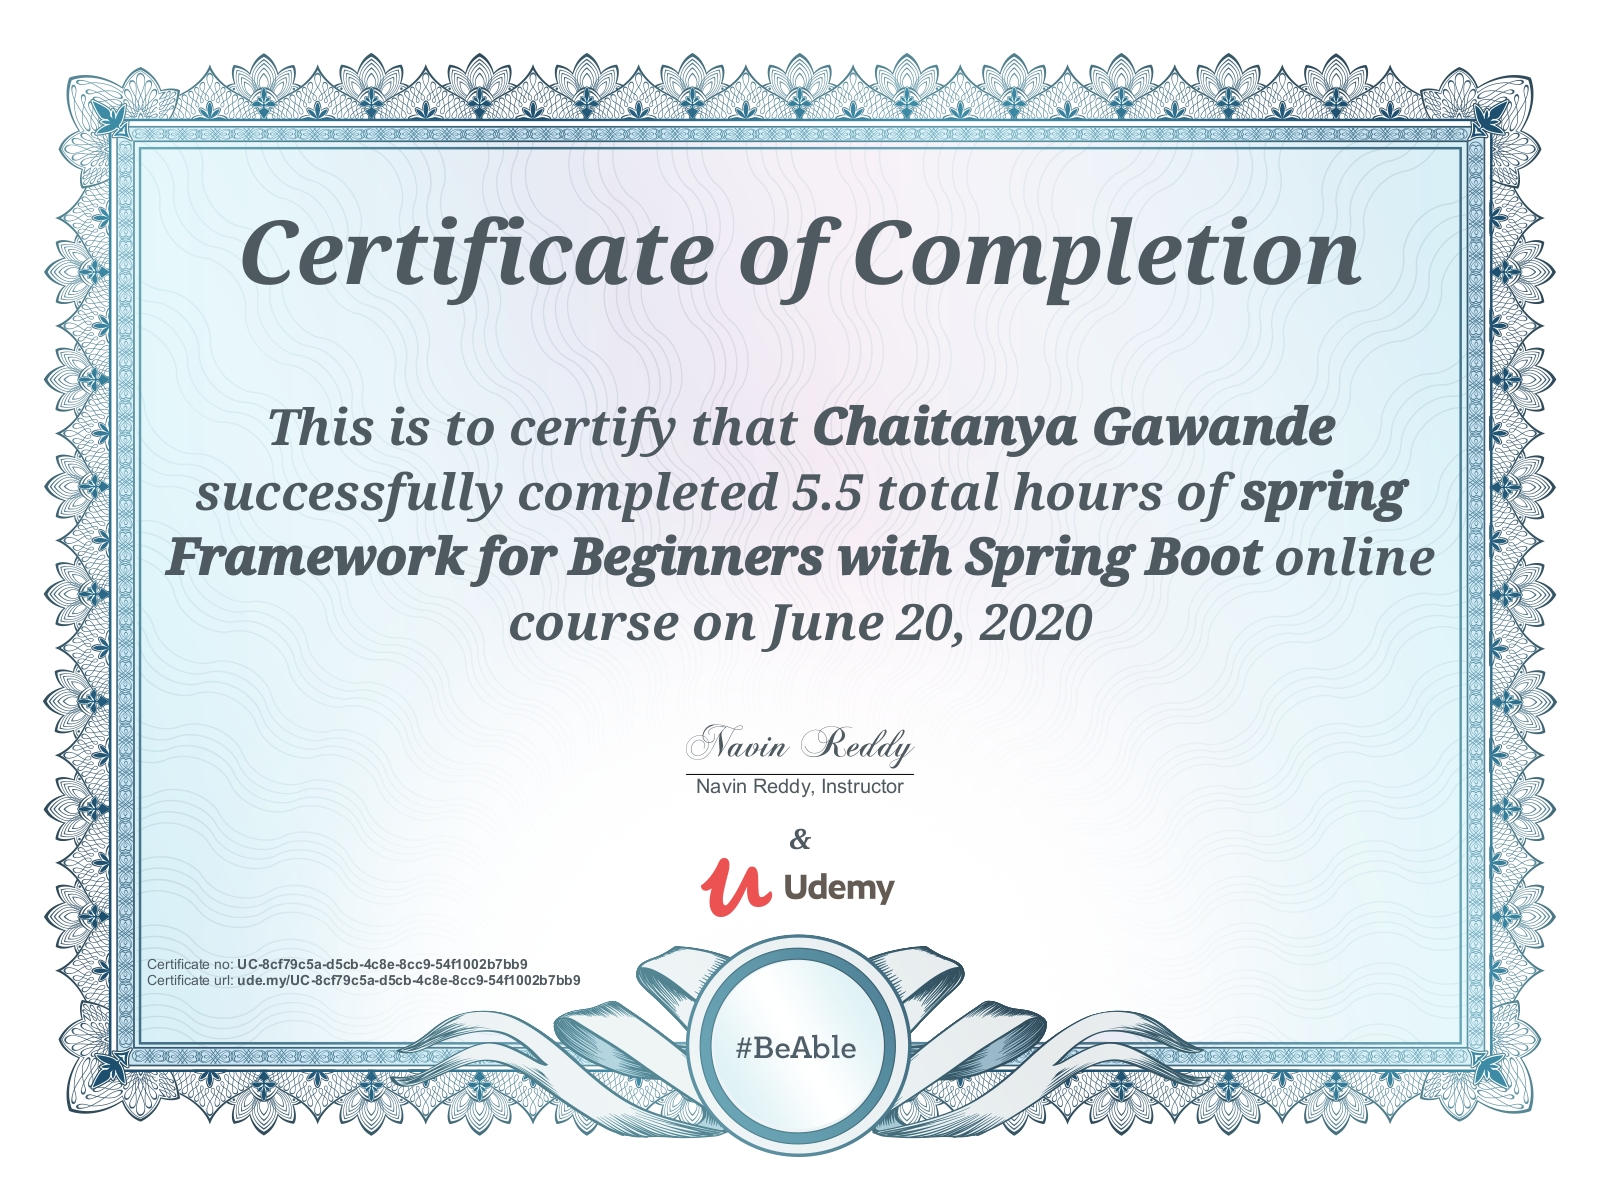 Certificate of Completion
This is to certify that Chaitanya Gawande
successfully completed 5.5 total hours of spring
Framework for Beginners with Spring Boot online
course on June 20, 2020
Navin Reddy
Navin Reddy, Instructor
&
Udemy
Certificate no: UC-8cf79c5a-d5cb-4c8e-8cc9-54f1002b7bb9
Certificate url: ude.my/UC-8cf79c5a-d5cb-4c8e-8cc9-54f1002b7bb9
#BeAble